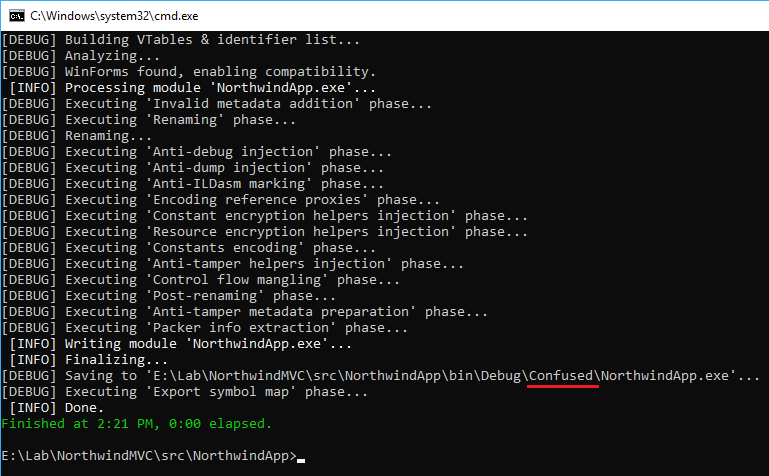 C:\Windows\system32\cmd.exe
[DEBUG] Building VTables & identifier list...
[DEBUG] Analyzing...
[DEBUG] WinForms found, enabling compatibility.
[INFO] Processing module 'NorthwindApp.exe'...
[DEBUG] Executing 'Invalid metadata addition' phase...
[DEBUG] Executing 'Renaming' phase...
[DEBUG] Renaming...
[DEBUG] Executing 'Anti-debug injection' phase...
[DEBUG] Executing 'Anti-dump injection' phase...
[DEBUG] Executing 'Anti-ILDasm marking' phase...
[DEBUG] Executing 'Encoding reference proxies' phase...
[DEBUG] Executing 'Constant encryption helpers injection' phase...
[DEBUG] Executing 'Resource encryption helpers injection' phase...
[DEBUG] Executing 'Constants encoding' phase...
[DEBUG] Executing 'Anti-tamper helpers injection' phase...
[DEBUG] Executing 'Control flow mangling' phase...
[DEBUG] Executing 'Post-renaming' phase...
[DEBUG] Executing 'Anti-tamper metadata preparation' phase...
[DEBUG] Executing 'Packer info extraction' phase...
[INFO] Writing module 'NorthwindApp.exe'...
[INFO] Finalizing...
[DEBUG] Saving to 'E:\Lab\NorthwindMVC\src\NorthwindApp\bin\Debug\Confused\NorthwindApp.exe'...
[DEBUG] Executing 'Export symbol map' phase...
[INFO] Done.
Finished at 2:21 PM, 0:00 elapsed.
E:\Lab\NorthwindMVC\src\NorthwindApp>